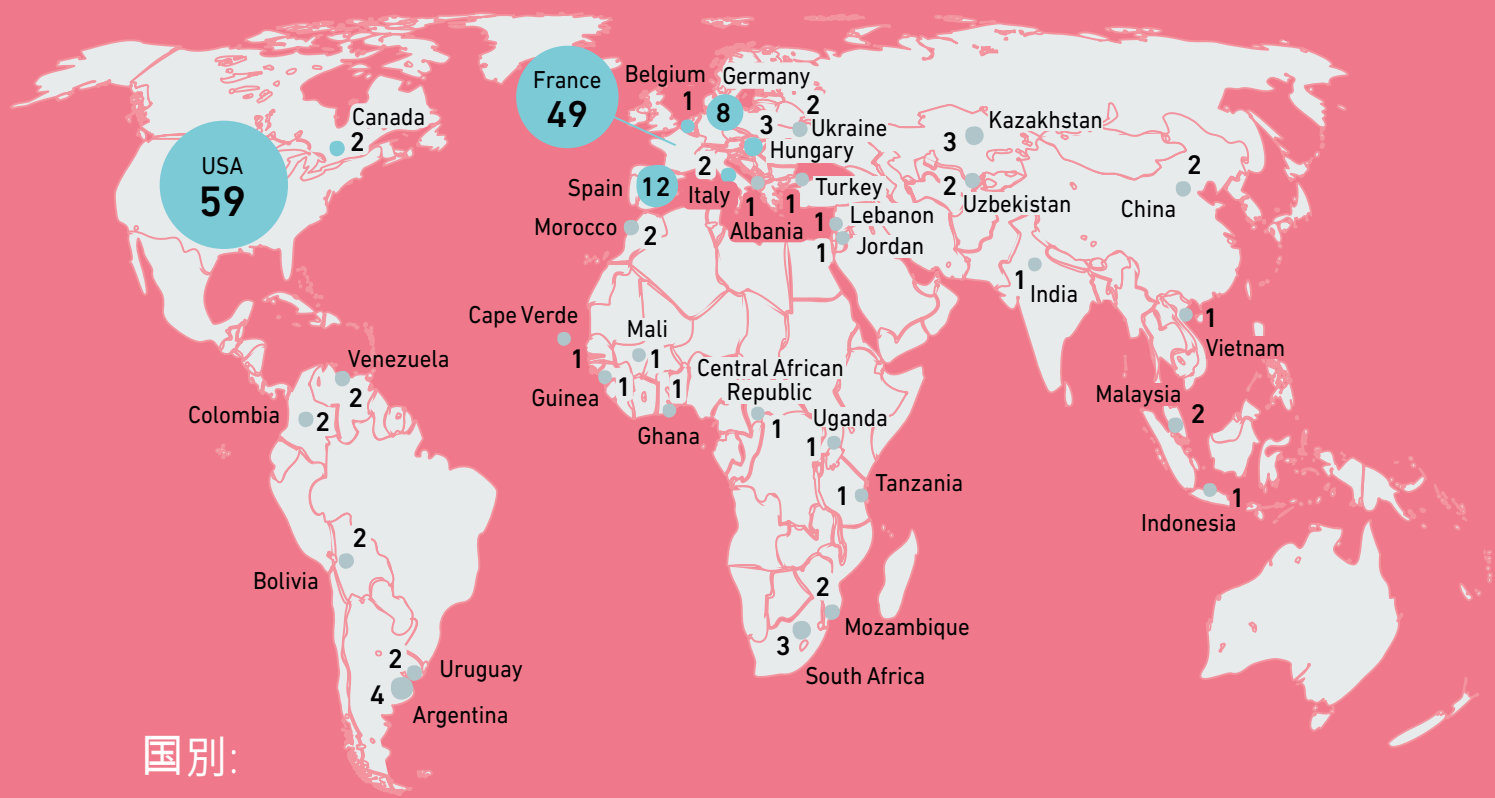 Canada
2
USA
59
France
49
Belgium
1
Germany
8
2
Ukraine
3
Hungary
2
Italy
Spain
12
Morocco
2
1
Albania
1
Turkey
1
Lebanon
1
Jordan
Kazakhstan
3
2
Uzbekistan
2
China
1
India
1
Vietnam
Malaysia
2
1
Indonesia
Cape Verde
1
Mali
1
Guinea
1
1
Ghana
Central African
Republic
1
Uganda
1
1
Tanzania
2
Mozambique
3
South Africa
Venezuela
2
Colombia
2
2
Bolivia
2
Uruguay
4
Argentina
国別: